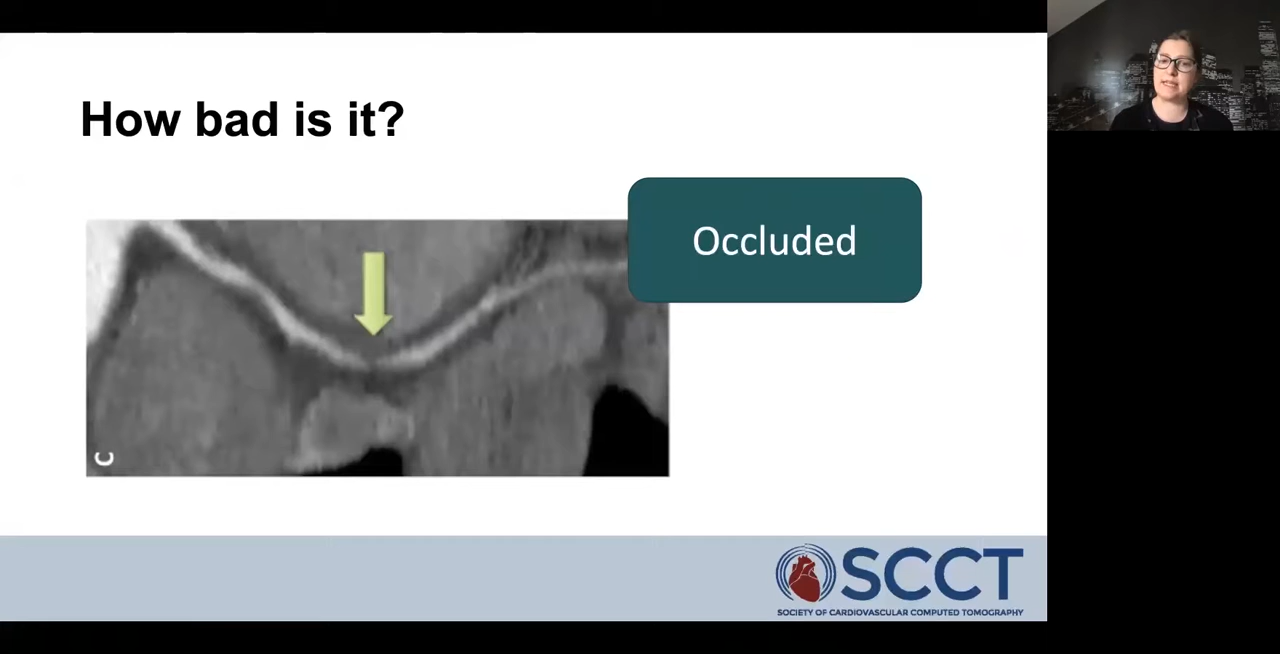 How bad is it?
Occluded
C
SCCT
SOCIETY OF CARDIOVASCULAR COMPUTED TOMOGRAPHY